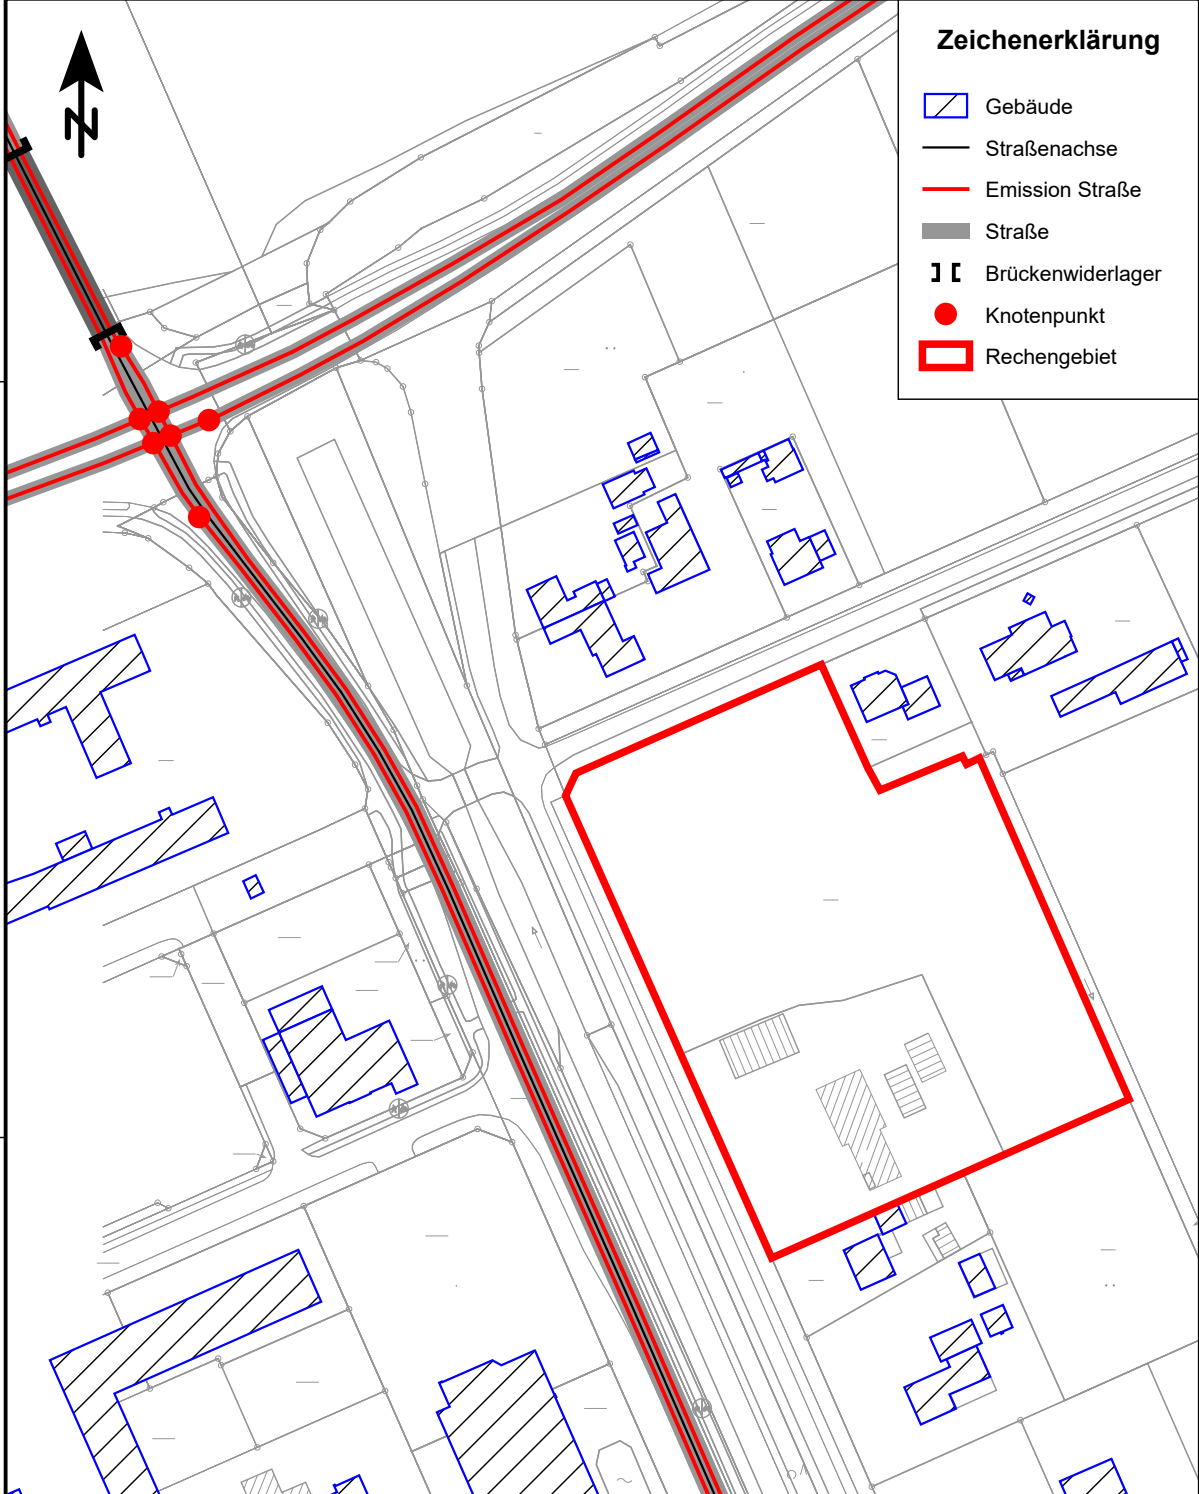 N
Zeichenerklärung
Gebäude
Straßenachse
Emission Straße
Straße
Brückenwiderlager
Knotenpunkt
Rechengebiet